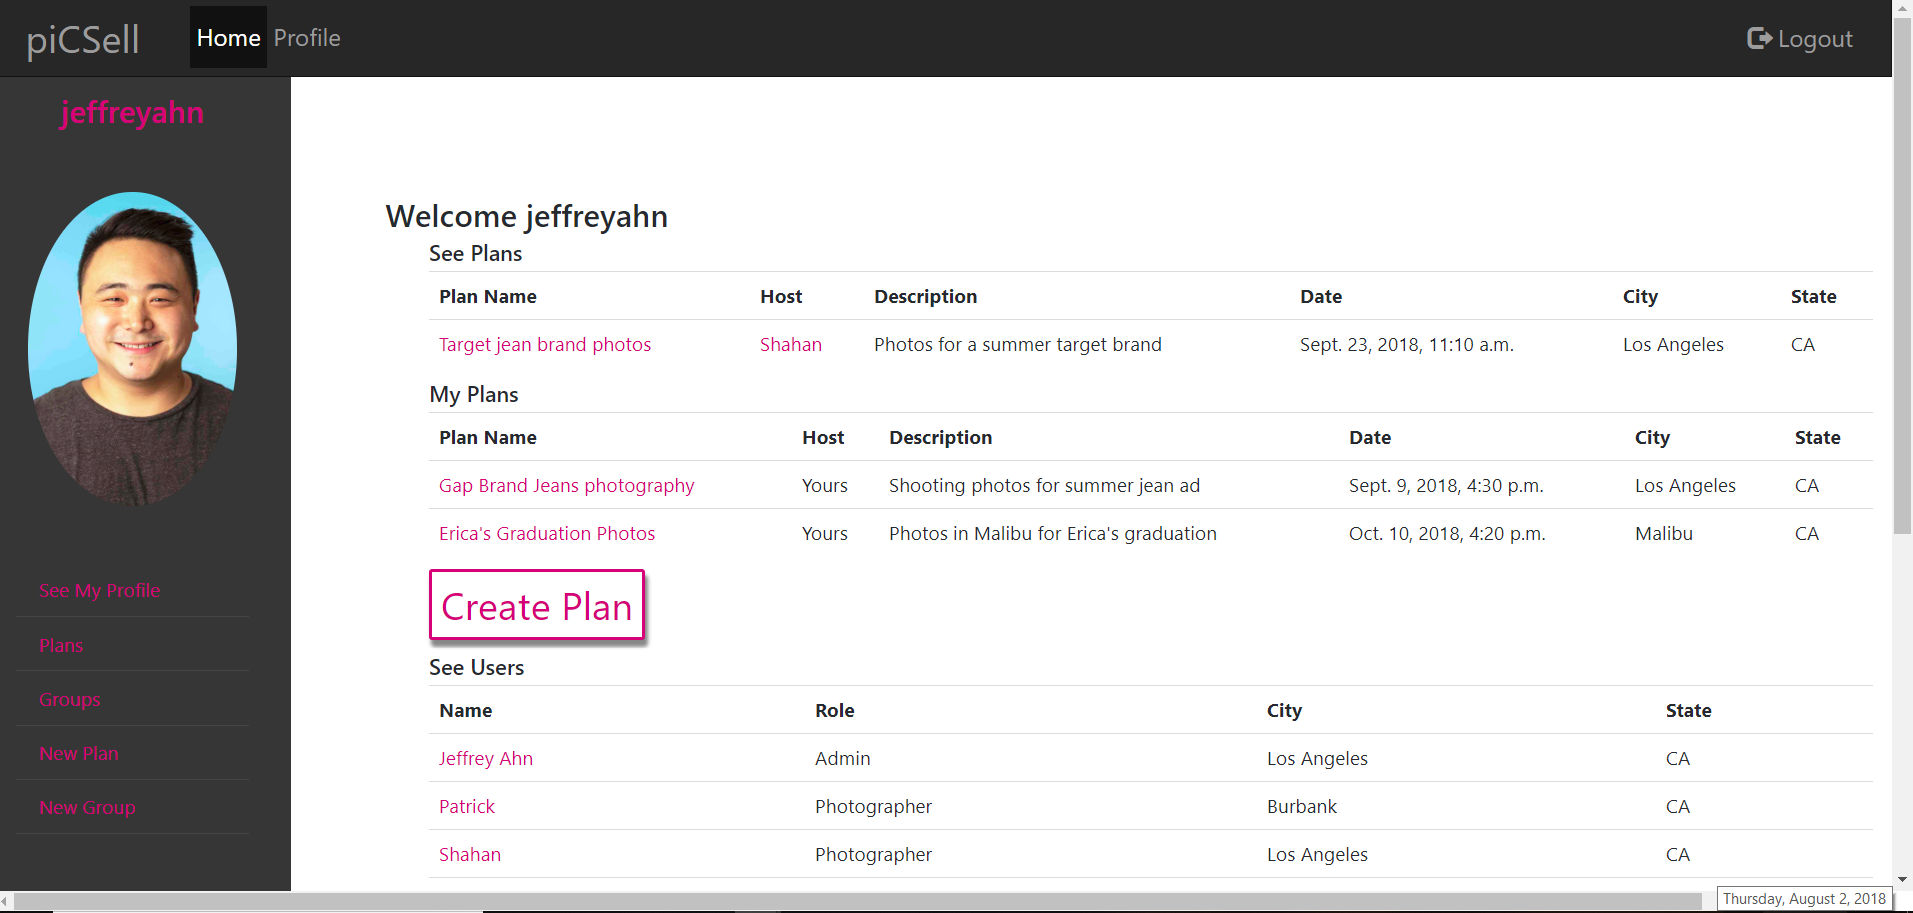 piCSell Home Profile Logout
jeffreyahn
See My Profile
Plans
Groups
New Plan
New Group
Welcome jeffreyahn
See Plans
Plan Name Host Description Date City State
Target jean brand photos Shahan Photos for a summer target brand Sept. 23, 2018, 11:10 a.m. Los Angeles CA
My Plans
Plan Name Host Description Date City State
Gap Brand Jeans photography Yours Shooting photos for summer jean ad Sept. 9, 2018, 4:30 p.m. Los Angeles CA
Erica's Graduation Photos Yours Photos in Malibu for Erica's graduation Oct. 10, 2018, 4:20 p.m. Malibu CA
Create Plan
See Users
Name Role City State
Jeffrey Ahn Admin Los Angeles CA
Patrick Photographer Burbank CA
Shahan Photographer Los Angeles CA
Thursday, August 2, 2018